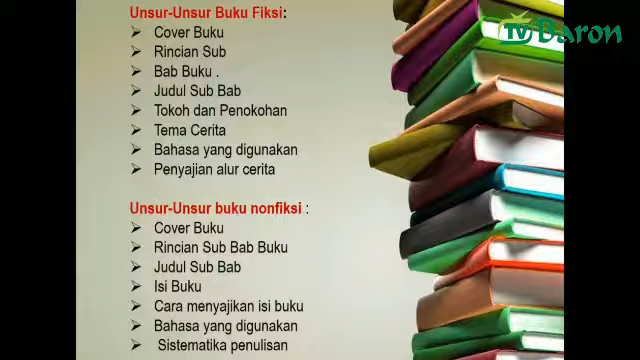 Unsur-Unsur Buku Fiksi:
➢ Cover Buku
➢ Rincian Sub
➢ Bab Buku .
➢ Judul Sub Bab
➢ Tokoh dan Penokohan
➢ Tema Cerita
➢ Bahasa yang digunakan
➢ Penyajian alur cerita
Unsur-Unsur buku nonfiksi :
➢ Cover Buku
➢ Rincian Sub Bab Buku
➢ Judul Sub Bab
➢ Isi Buku
➢ Cara menyajikan isi buku
➢ Bahasa yang digunakan
➢ Sistematika penulisan
TV Baron